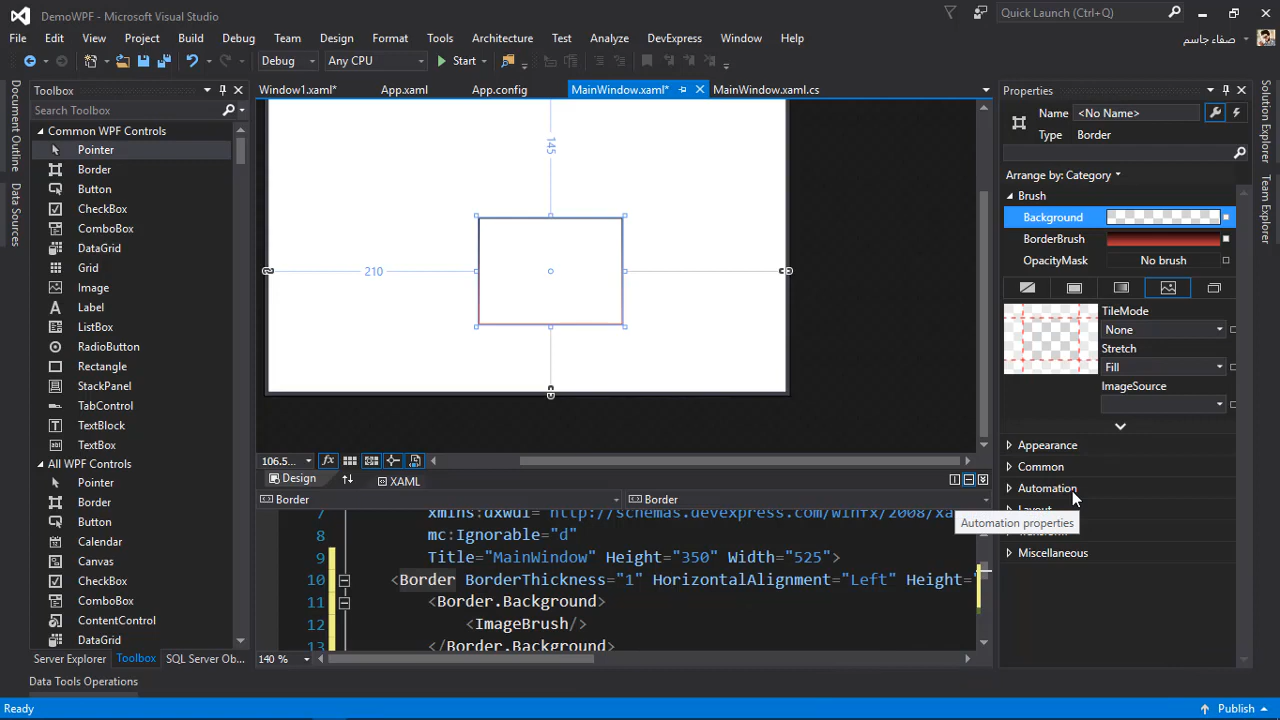 DemoWPF - Microsoft Visual Studio
Quick Launch (Ctrl+Q)
File Edit View Project Build Debug Team Design Format Tools Architecture Test Analyze DevExpress Window Help
صفاء جاسم
Debug Any CPU Start
Document Outline
Data Sources
Toolbox
Search Toolbox
Common WPF Controls
Pointer
Border
Button
CheckBox
ComboBox
DataGrid
Grid
Image
Label
ListBox
RadioButton
Rectangle
StackPanel
TabControl
TextBlock
TextBox
All WPF Controls
Pointer
Border
Button
Calendar
Canvas
CheckBox
ComboBox
ContentControl
DataGrid
Server Explorer Toolbox SQL Server Ob...
Data Tools Operations
Window1.xaml* App.xaml App.config MainWindow.xaml* MainWindow.xaml.cs
145
210
106.5...
Design XAML
Border Border
7 xmlns:dxwui="http://schemas.devexpress.com/winfx/2008/xa
8 mc:Ignorable="d"
9 Title="MainWindow" Height="350" Width="525">
10 <Border BorderThickness="1" HorizontalAlignment="Left" Height="
11 <Border.Background>
12 <ImageBrush/>
13 </Border.Background>
140 %
Properties
Name <No Name>
Type Border
Arrange by: Category
Brush
Background
BorderBrush
OpacityMask No brush
TileMode
None
Stretch
Fill
ImageSource
Appearance
Common
Automation
Automation properties
Miscellaneous
Solution Explorer
Team Explorer
Ready
Publish